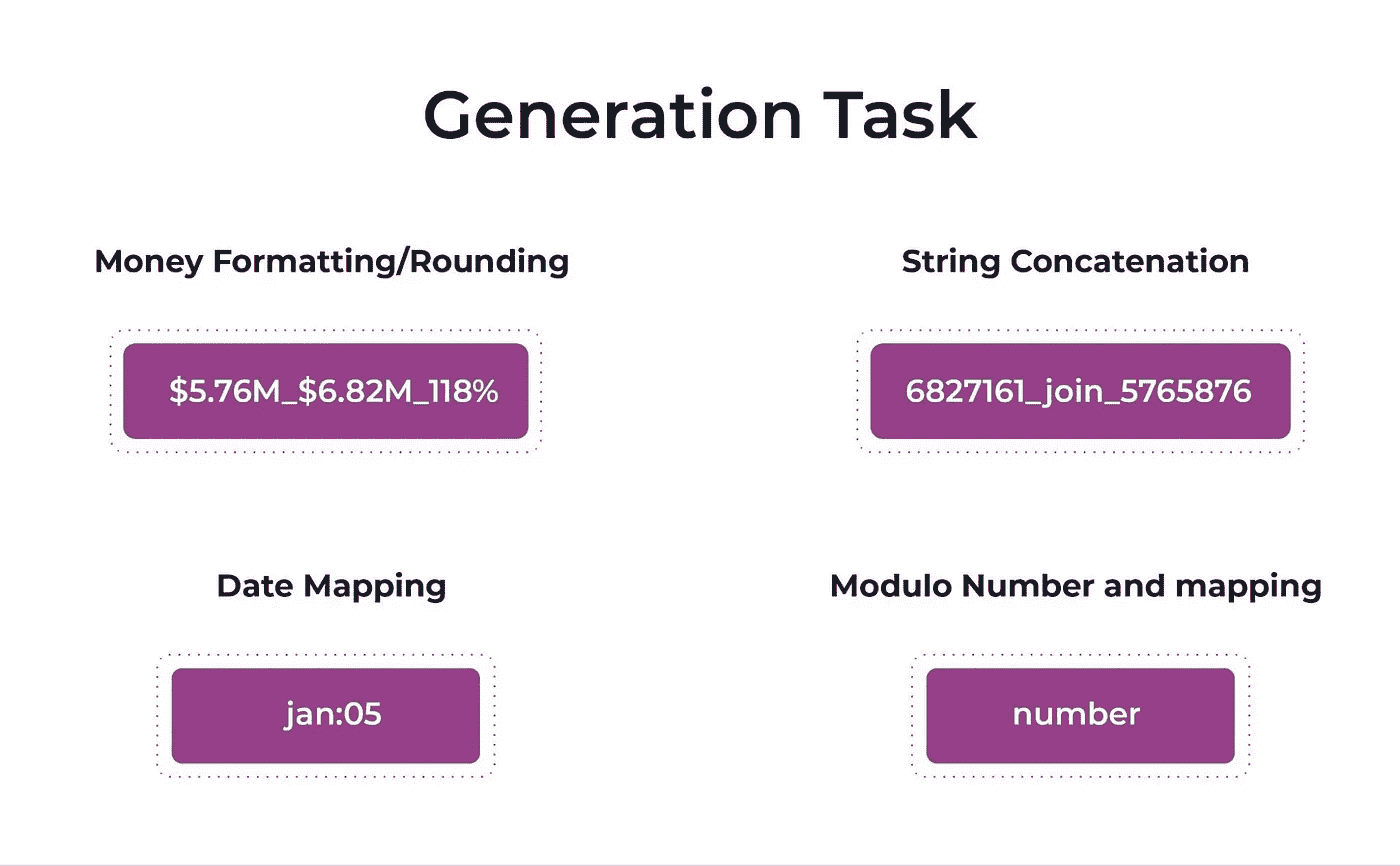 Generation Task
Money Formatting/Rounding
String Concatenation
$5.76M_$6.82M_118%
6827161_join_5765876
Date Mapping
Modulo Number and mapping
jan:05
number